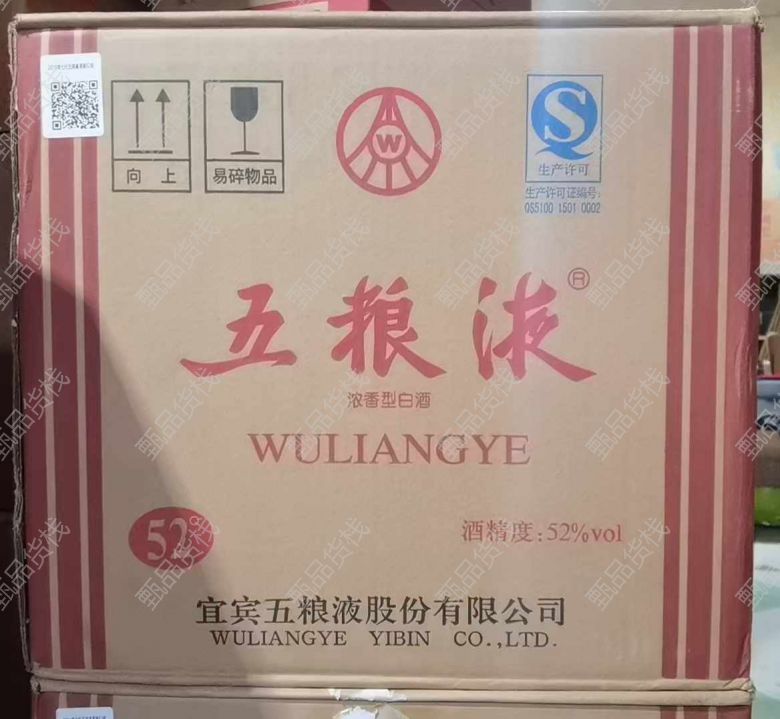 向 上
易碎物品
W
S
生产许可
生产许可证编号:
QS5100 1501 0002
五粮液®
浓香型白酒
WULIANGYE
52
酒精度:52%vol
宜宾五粮液股份有限公司
WULIANGYE YIBIN CO.,LTD.
甄品货栈